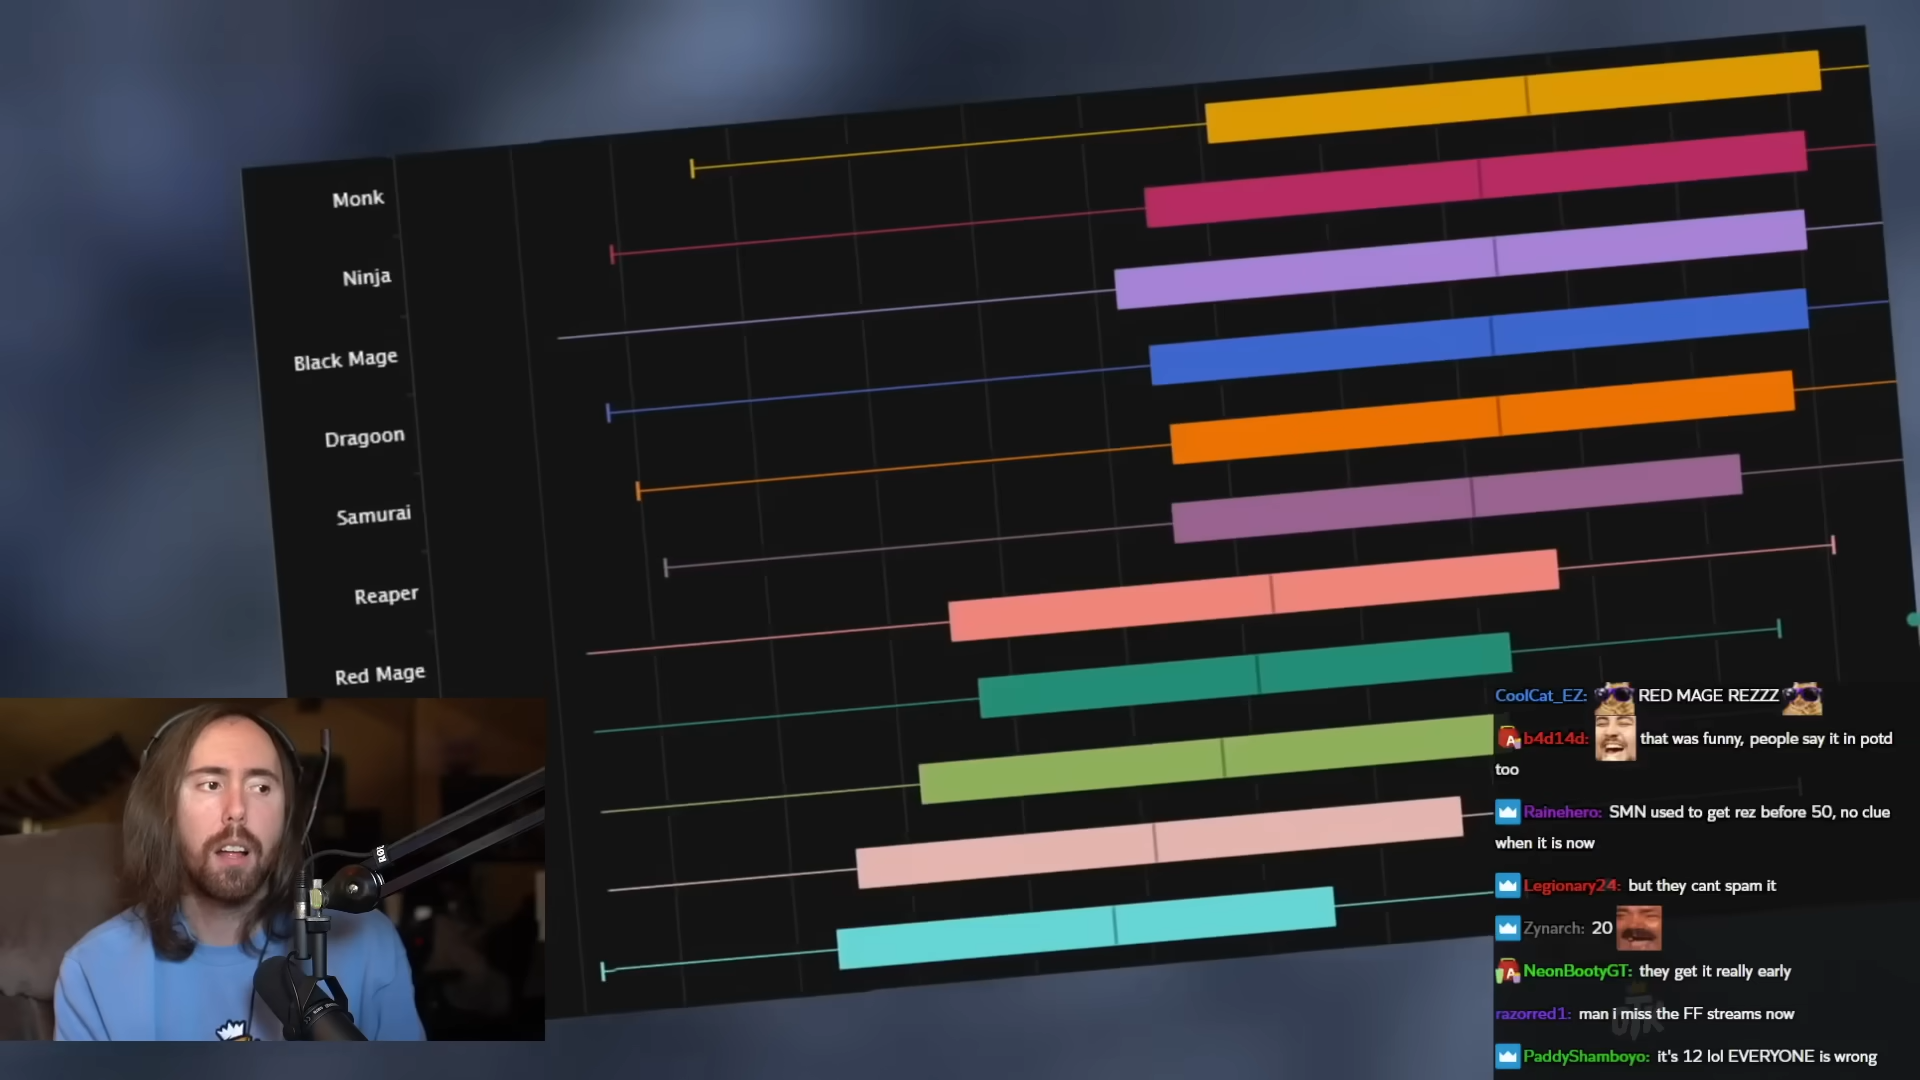 Monk
Ninja
Black Mage
Dragoon
Samurai
Reaper
Red Mage
CoolCat_EZ: RED MAGE REZZZ
b4d14d: that was funny, people say it in potd
too
Rainehero: SMN used to get rez before 50, no clue
when it is now
Legionary24: but they cant spam it
Zynarch: 20
NeonBootyGT: they get it really early
razorred1: man i miss the FF streams now
PaddyShamboyo: it's 12 lol EVERYONE is wrong